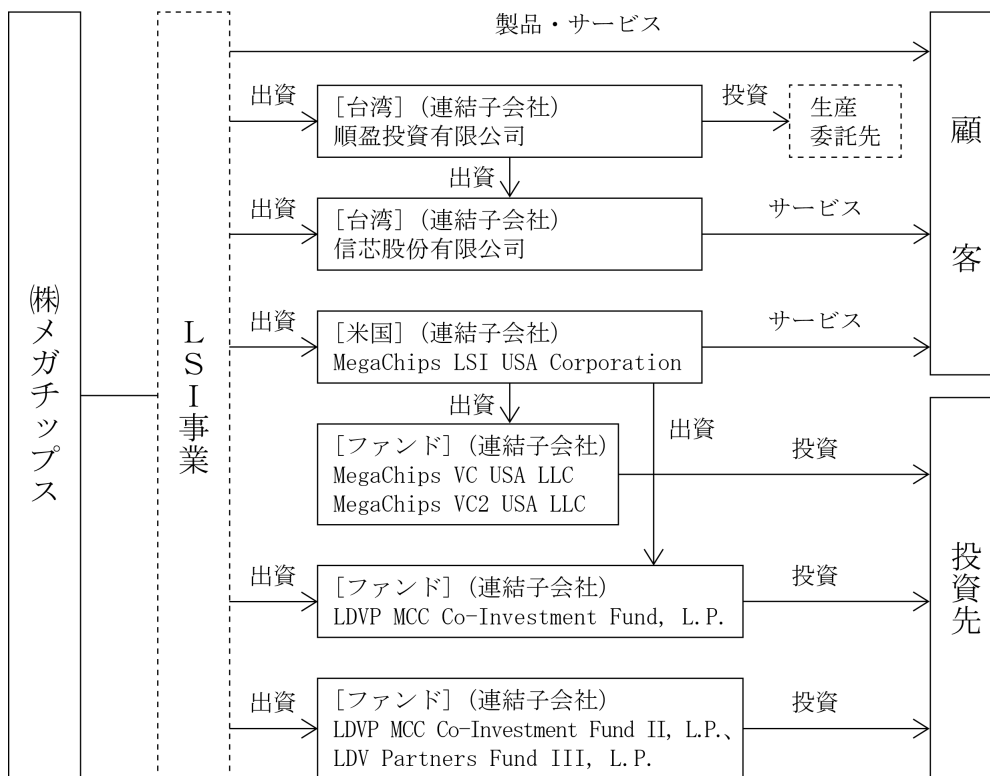 製品・サービス
㈱メガチップス
LSI事業
出資
[台湾](連結子会社)
順盈投資有限公司
投資
生産
委託先
出資
出資
[台湾](連結子会社)
信芯股份有限公司
サービス
顧客
出資
[米国](連結子会社)
MegaChips LSI USA Corporation
サービス
出資
出資
[ファンド](連結子会社)
MegaChips VC USA LLC
MegaChips VC2 USA LLC
投資
投資先
出資
[ファンド](連結子会社)
LDVP MCC Co-Investment Fund, L.P.
投資
出資
[ファンド](連結子会社)
LDVP MCC Co-Investment Fund II, L.P.、
LDV Partners Fund III, L.P.
投資